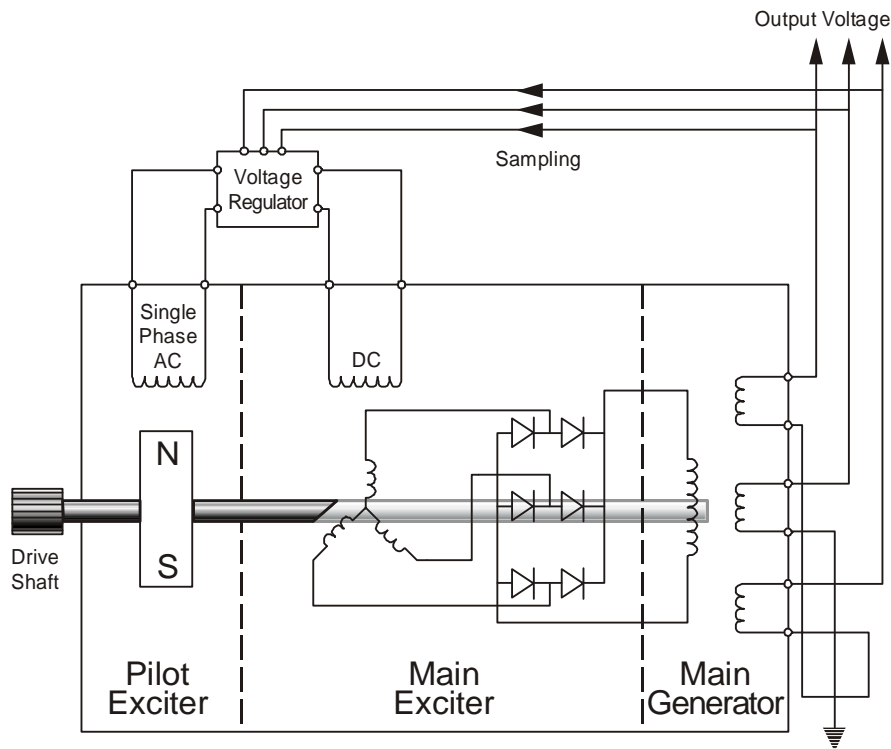 Output Voltage
Sampling
Voltage
Regulator
Single
Phase
AC
DC
N
S
Drive
Shaft
Pilot
Exciter
Main
Exciter
Main
Generator